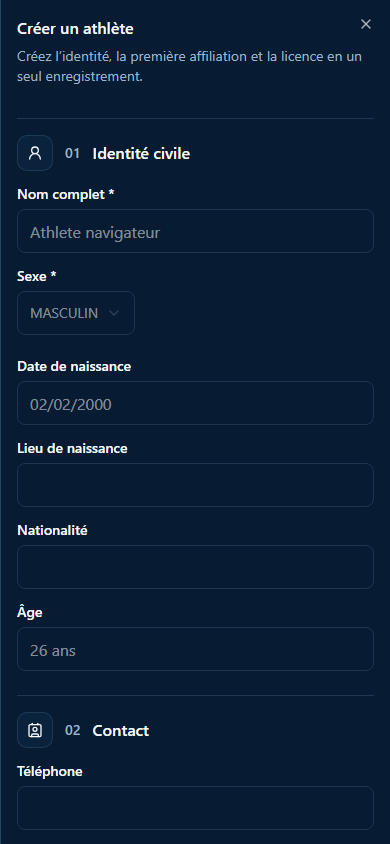 Créer un athlète
Créez l’identité, la première affiliation et la licence en un
seul enregistrement.
01 Identité civile
Nom complet *
Athlete navigateur
Sexe *
MASCULIN
Date de naissance
02/02/2000
Lieu de naissance
Nationalité
Âge
26 ans
02 Contact
Téléphone